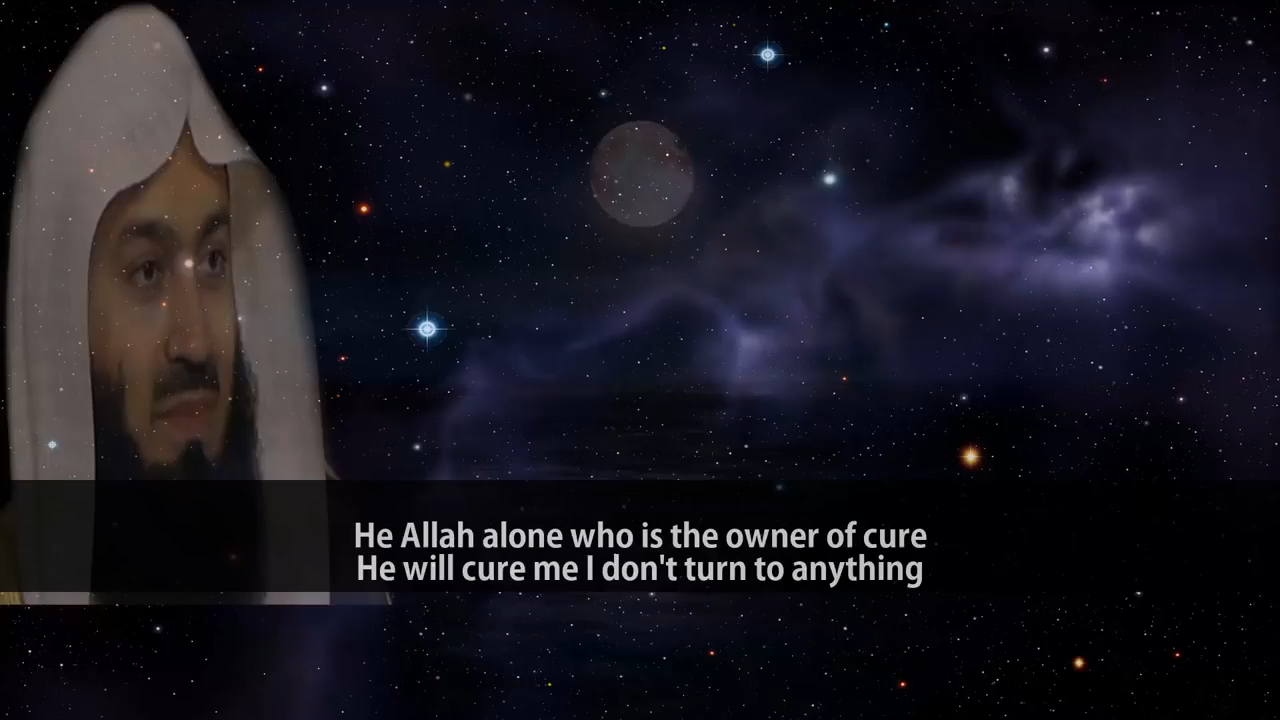 He Allah alone who is the owner of cure
He will cure me I don't turn to anything